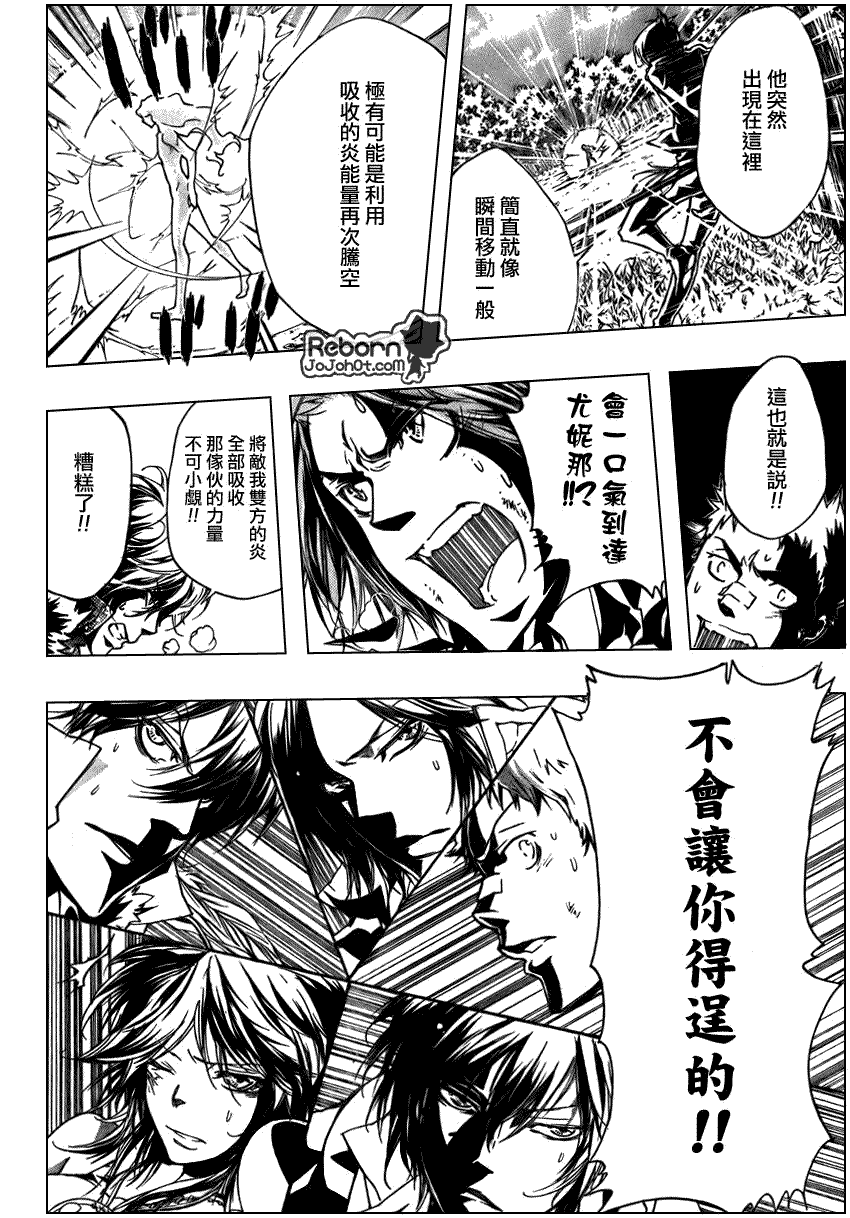 他突然
出現在這裡
簡直就像
瞬間移動一般
極有可能是利用
吸收的炎能量再次騰空
Reborn
JoJohOt.com
這也就是説!!
會一口氣到達
尤妮那!!?
將敵我雙方的炎
全部吸收
那傢伙的力量
不可小覷!!
糟糕了!!
不會讓你得逞的!!